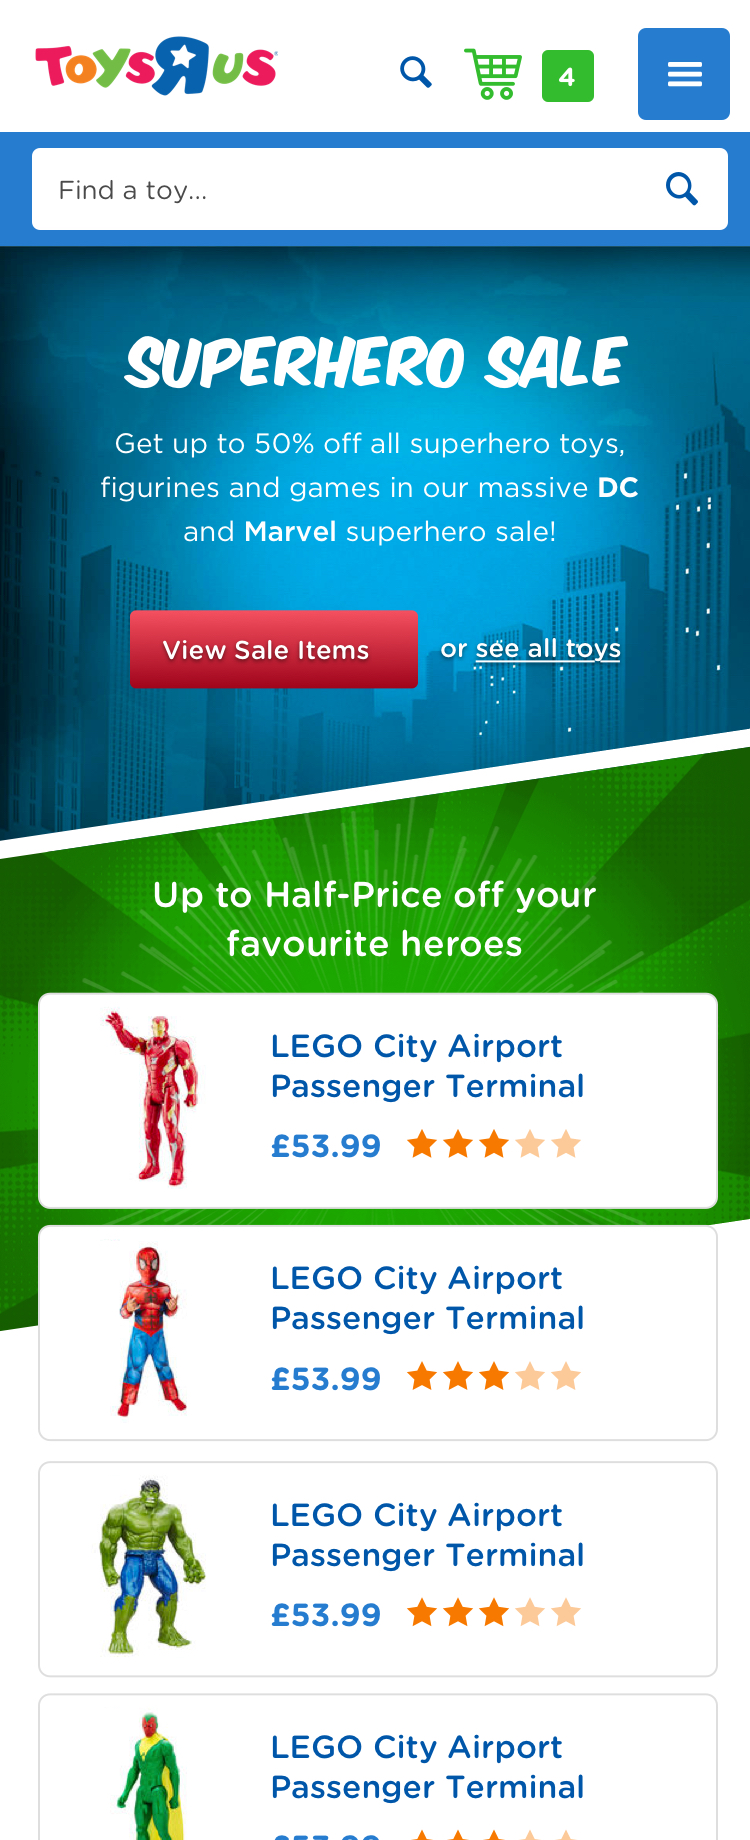 TOYSRUS
4
Find a toy...
SUPERHERO SALE
Get up to 50% off all superhero toys,
figurines and games in our massive DC
and Marvel superhero sale!
View Sale Items or see all toys
Up to Half-Price off your
favourite heroes
LEGO City Airport
Passenger Terminal
£53.99
LEGO City Airport
Passenger Terminal
£53.99
LEGO City Airport
Passenger Terminal
£53.99
LEGO City Airport
Passenger Terminal